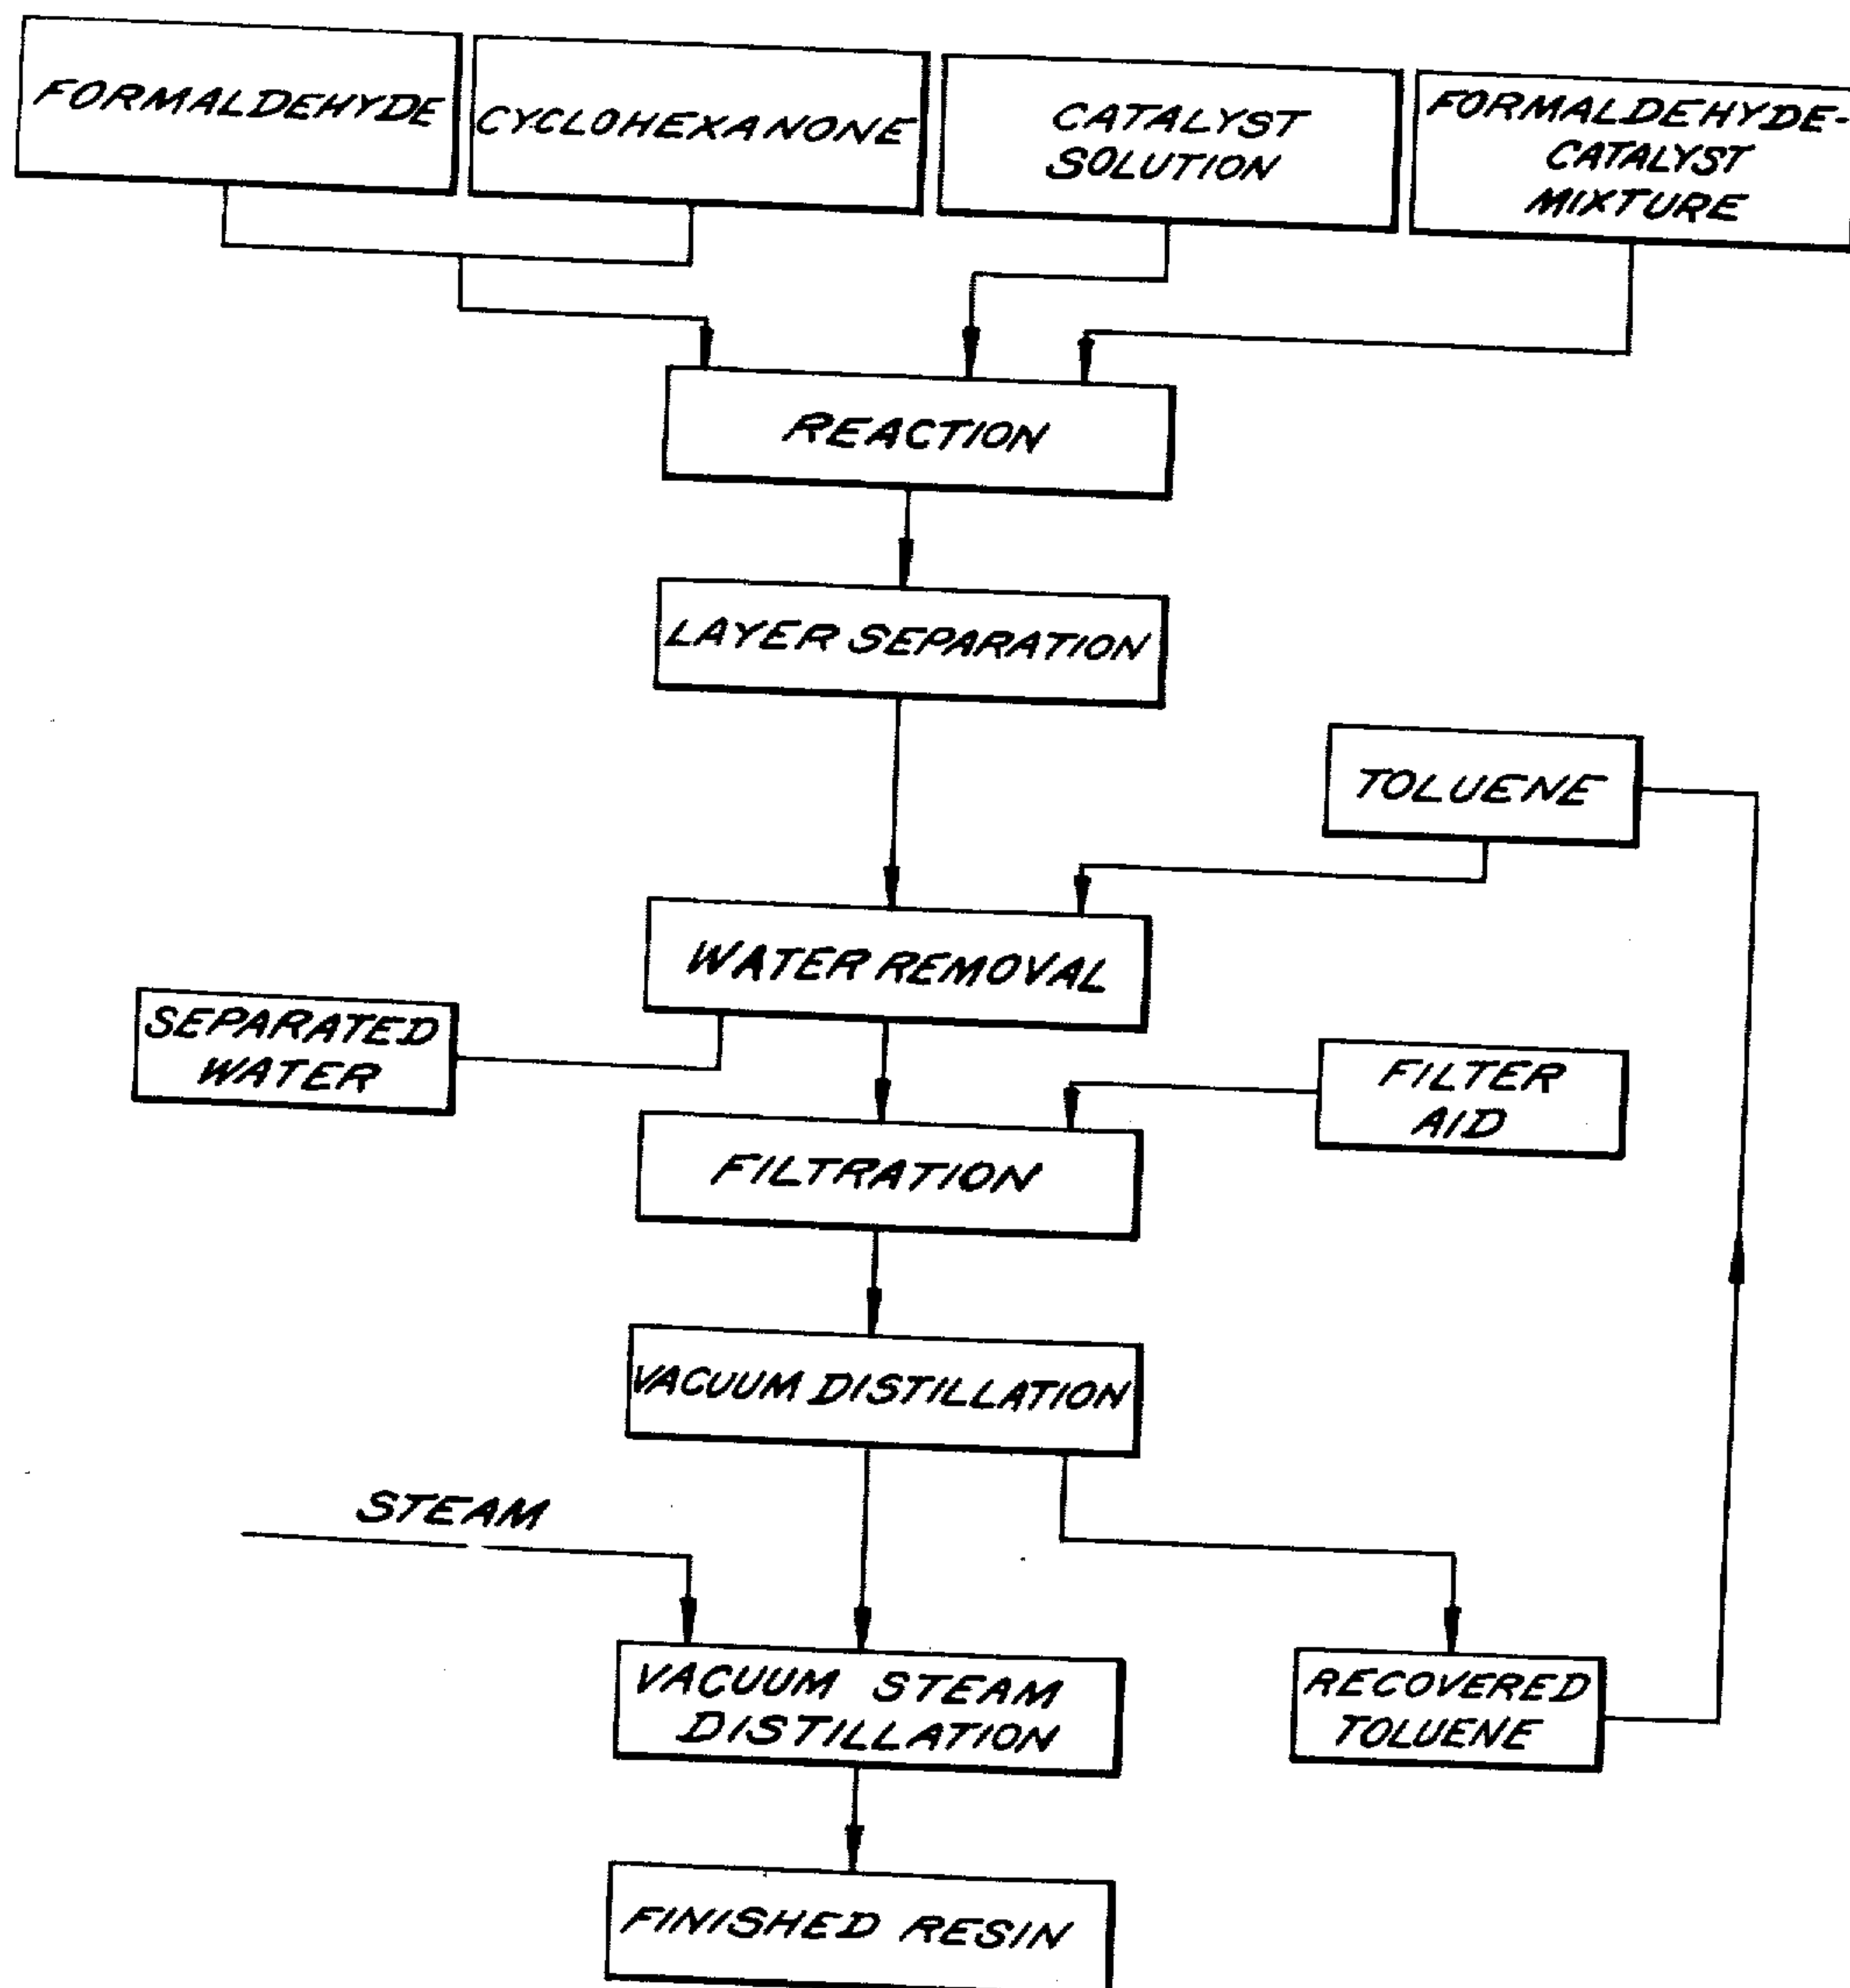 FORMALDEHYDE
CYCLOHEXANONE
CATALYST
SOLUTION
FORMALDEHYDE-
CATALYST
MIXTURE
REACTION
LAYER SEPARATION
TOLUENE
WATER REMOVAL
SEPARATED
WATER
FILTER
AID
FILTRATION
VACUUM DISTILLATION
STEAM
VACUUM STEAM
DISTILLATION
RECOVERED
TOLUENE
FINISHED RESIN